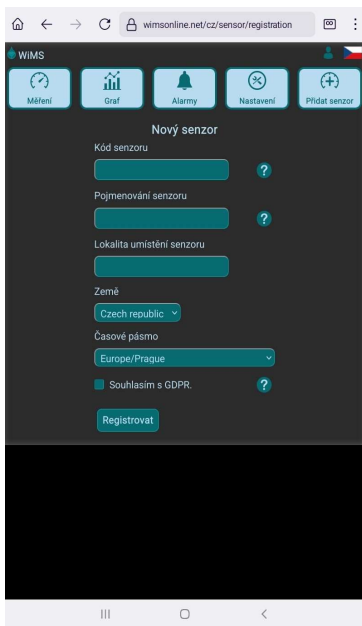 wimsonline.net/cz/sensor/registration
WiMS
Měření
Graf
Alarmy
Nastavení
Přidat senzor
Nový senzor
Kód senzoru
?
Pojmenování senzoru
?
Lokalita umístění senzoru
Země
Czech republic
Časové pásmo
Europe/Prague
Souhlasím s GDPR.
?
Registrovat